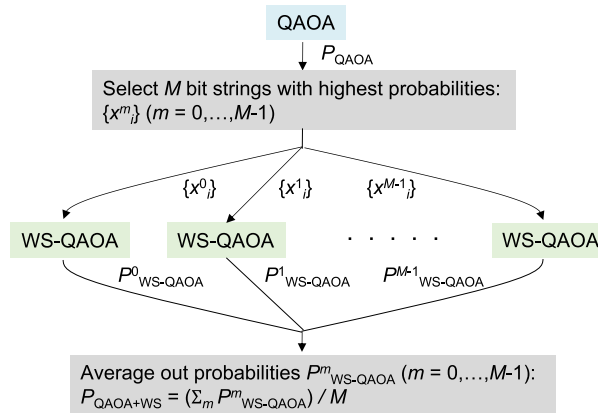 QAOA
P_QAOA
Select M bit strings with highest probabilities:
{x^m_i} (m = 0,...,M-1)
{x^0_i} {x^1_i} {x^{M-1}_i}
WS-QAOA WS-QAOA . . . . . WS-QAOA
P^0_WS-QAOA P^1_WS-QAOA P^{M-1}_WS-QAOA
Average out probabilities P^m_WS-QAOA (m = 0,...,M-1):
P_QAOA+WS = (Σ_m P^m_WS-QAOA) / M